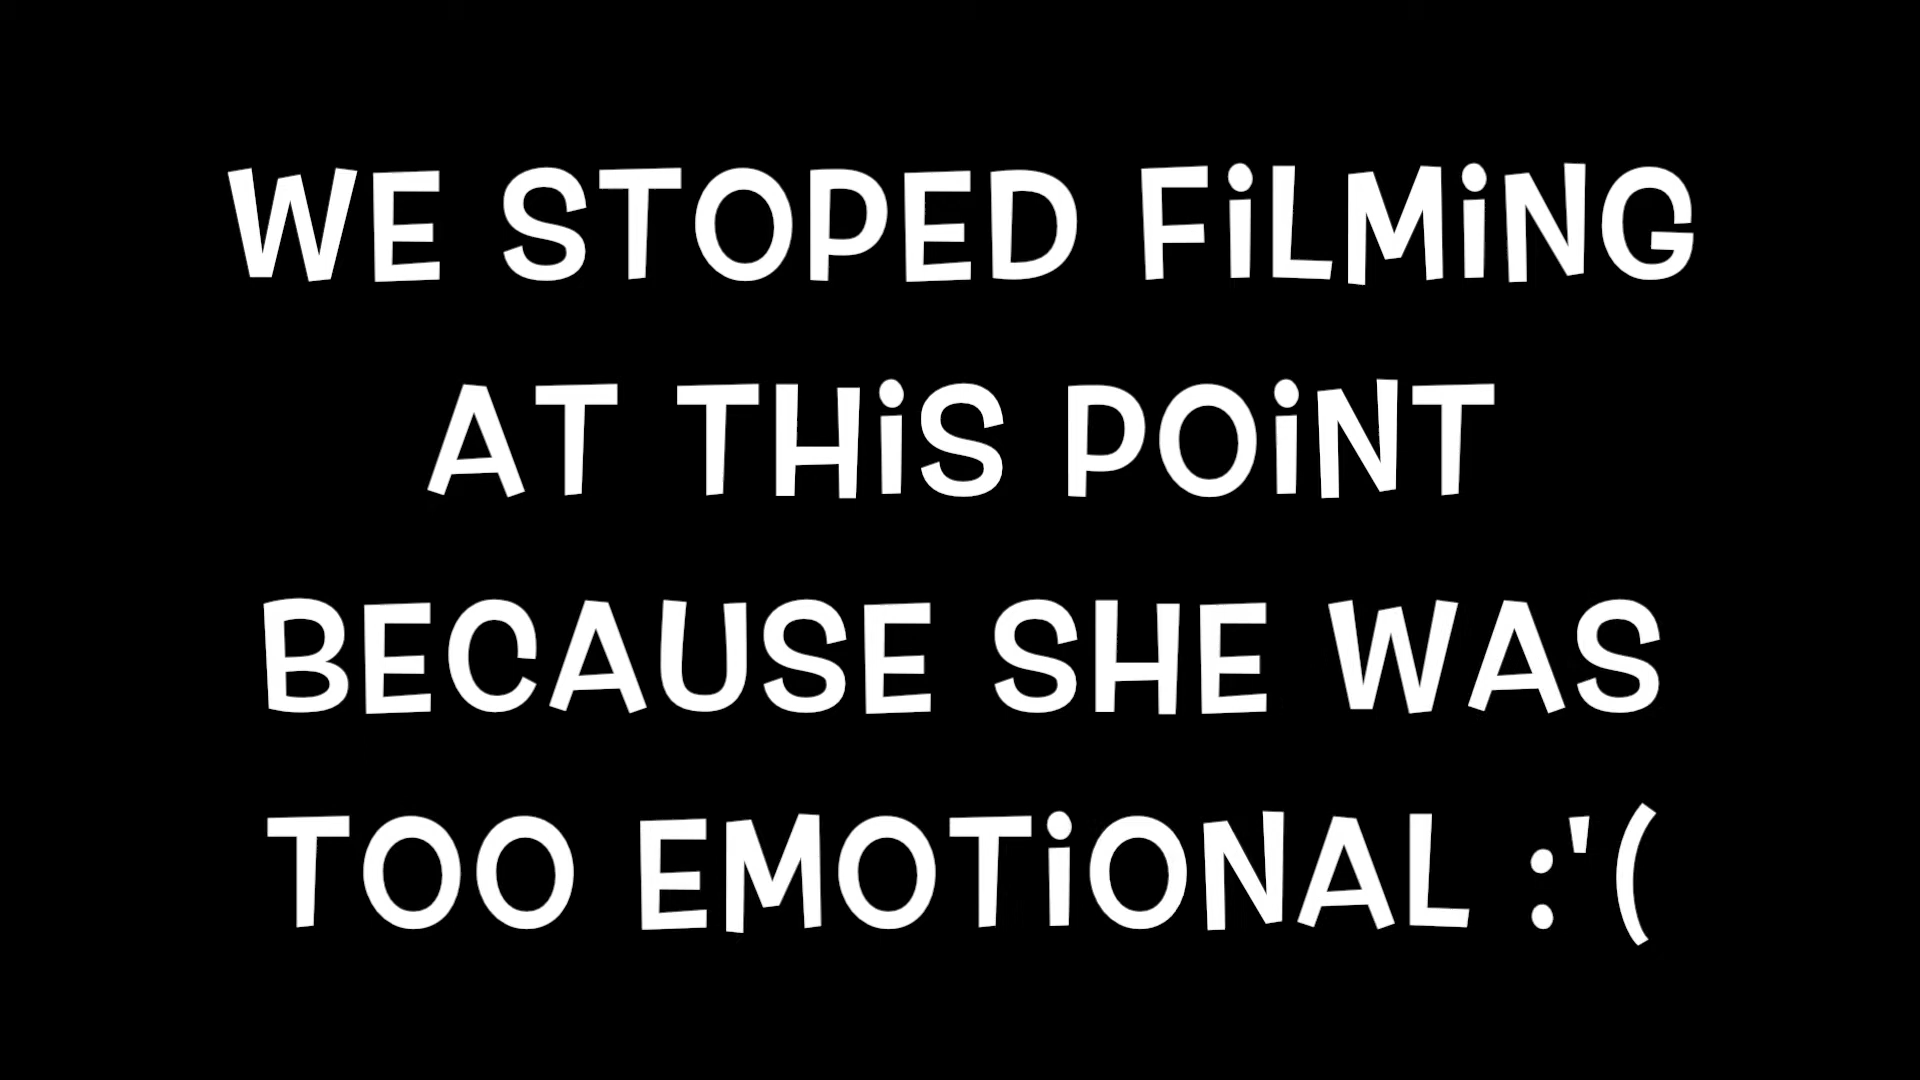 WE STOPED FiLMiNG
AT THiS POiNT
BECAUSE SHE WAS
TOO EMOTiONAL :'(